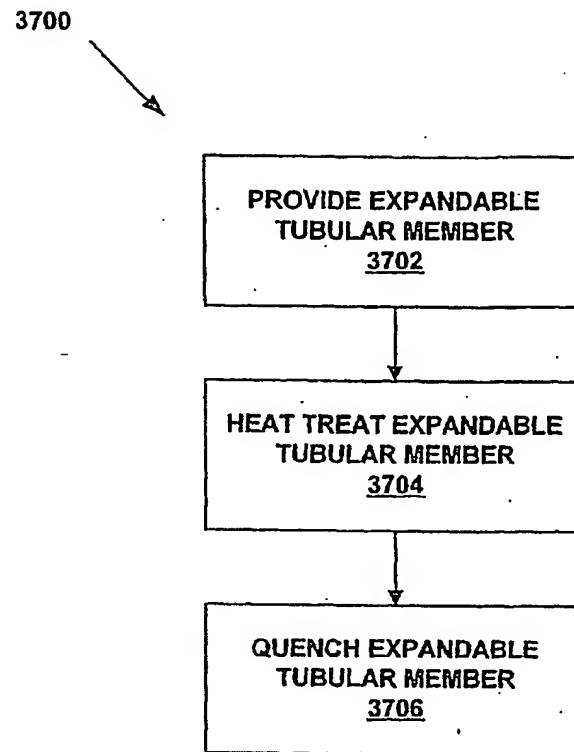 3700
PROVIDE EXPANDABLE
TUBULAR MEMBER
3702
HEAT TREAT EXPANDABLE
TUBULAR MEMBER
3704
QUENCH EXPANDABLE
TUBULAR MEMBER
3706